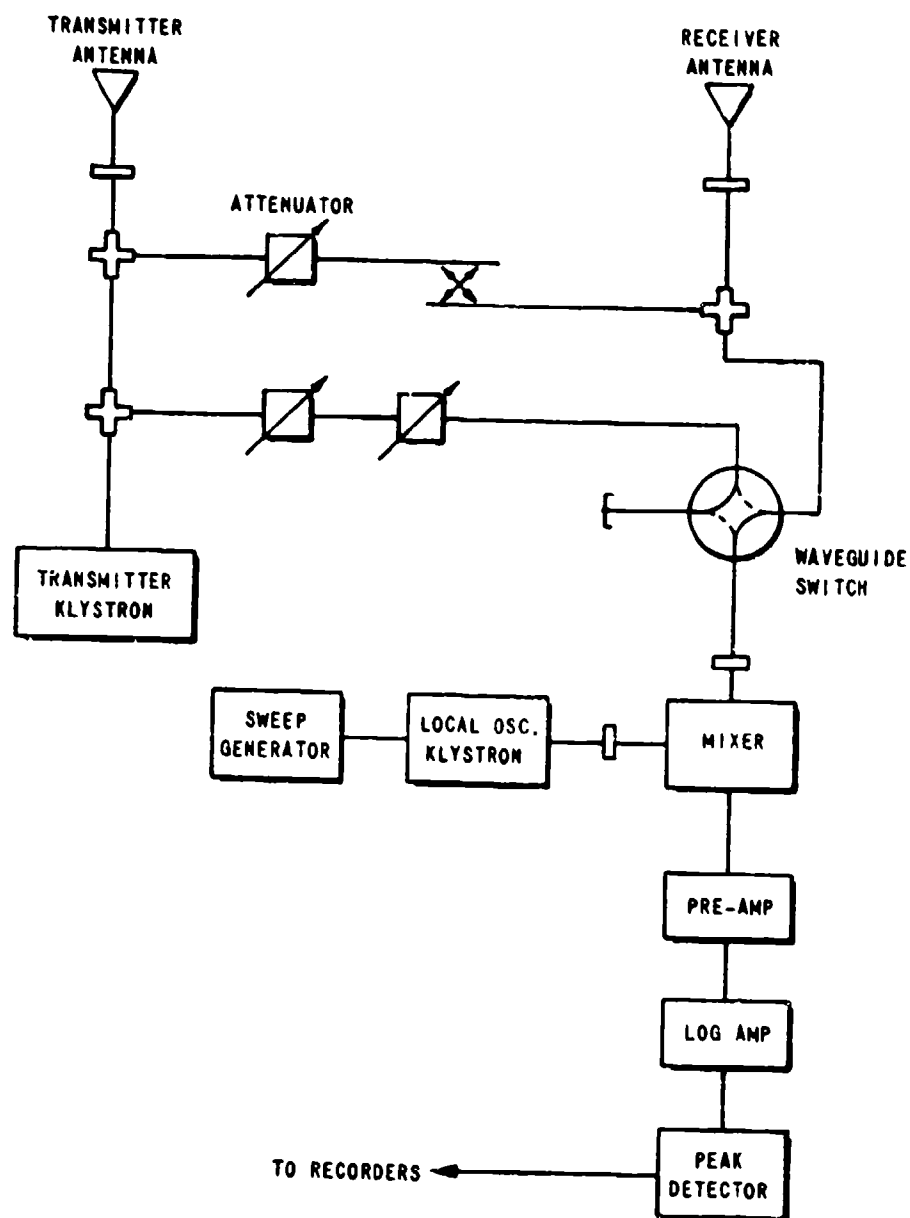 TRANSMITTER
ANTENNA
RECEIVER
ANTENNA
ATTENUATOR
WAVEGUIDE
SWITCH
TRANSMITTER
KLYSTRON
SWEEP
GENERATOR
LOCAL OSC.
KLYSTRON
MIXER
PRE-AMP
LOG AMP
PEAK
DETECTOR
TO RECORDERS